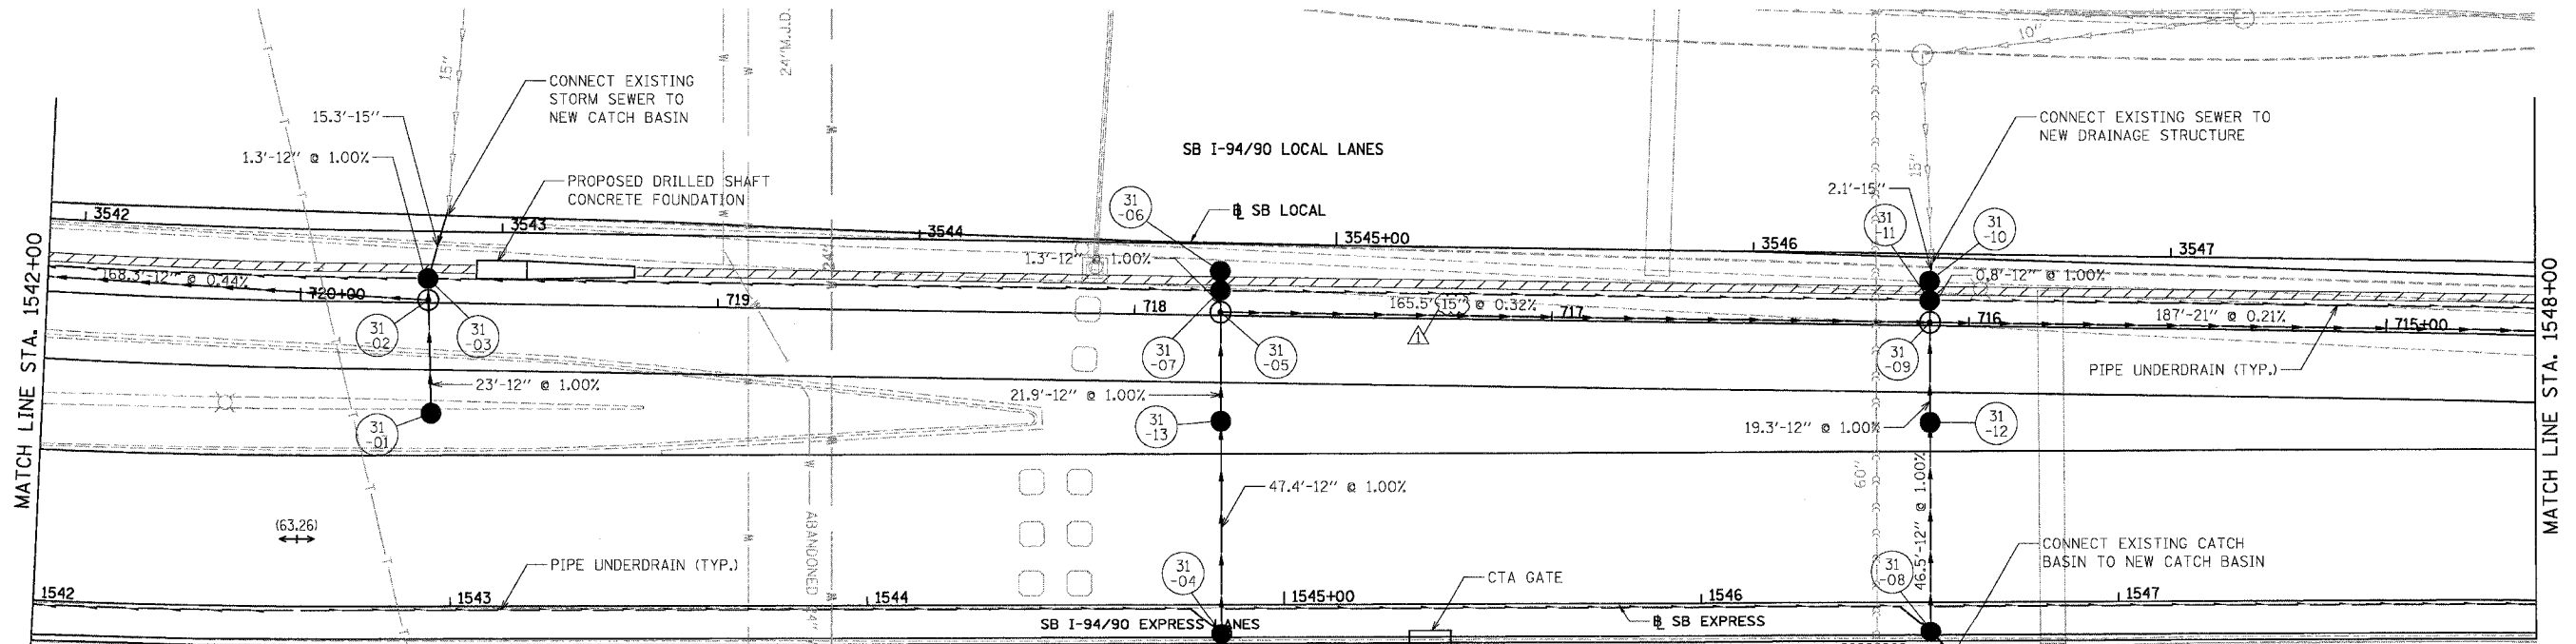 24"M.J.D.
10"
15"
CONNECT EXISTING
STORM SEWER TO
NEW CATCH BASIN
15.3'-15"
1.3'-12" @ 1.00%
PROPOSED DRILLED SHAFT
CONCRETE FOUNDATION
SB I-94/90 LOCAL LANES
CONNECT EXISTING SEWER TO
NEW DRAINAGE STRUCTURE
15"
2.1'-15"
31
-06
SB LOCAL
31
-11
31
-10
3542
3543
3544
3545+00
3546
3547
MATCH LINE STA. 1542+00
MATCH LINE STA. 1548+00
24"
168.3'-12" @ 0.44%
1.3'-12" @ 1.00%
0.8'-12" @ 1.00%
720+00
719
718
165.5'(15") @ 0.32%
717
716
187'-21" @ 0.21%
715+00
1
31
-02
31
-03
31
-07
31
-05
31
-09
PIPE UNDERDRAIN (TYP.)
23'-12" @ 1.00%
21.9'-12" @ 1.00%
31
-01
31
-13
19.3'-12" @ 1.00%
31
-12
60"
47.4'-12" @ 1.00%
46.5'-12" @ 1.00%
(63.26)
ABANDONED 24"
PIPE UNDERDRAIN (TYP.)
31
-04
CTA GATE
31
-08
CONNECT EXISTING CATCH
BASIN TO NEW CATCH BASIN
1542
1543
1544
1545+00
1546
1547
SB I-94/90 EXPRESS LANES
SB EXPRESS